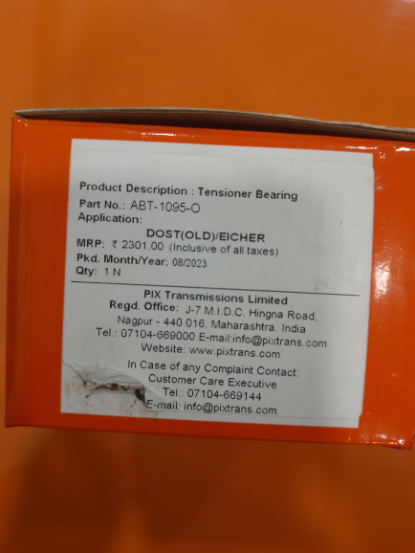 Product Description : Tensioner Bearing
Part No.: ABT-1095-O
Application:
DOST(OLD)/EICHER
MRP: ₹ 2301.00 (Inclusive of all taxes)
Pkd. Month/Year: 08/2023
Qty: 1 N
PIX Transmissions Limited
Regd. Office: J-7 M.I.D.C. Hingna Road,
Nagpur - 440 016. Maharashtra. India
Tel.: 07104-669000 E-mail:info@pixtrans.com
Website: www.pixtrans.com
In Case of any Complaint Contact:
Customer Care Executive
Tel.: 07104-669144
E-mail: info@pixtrans.com